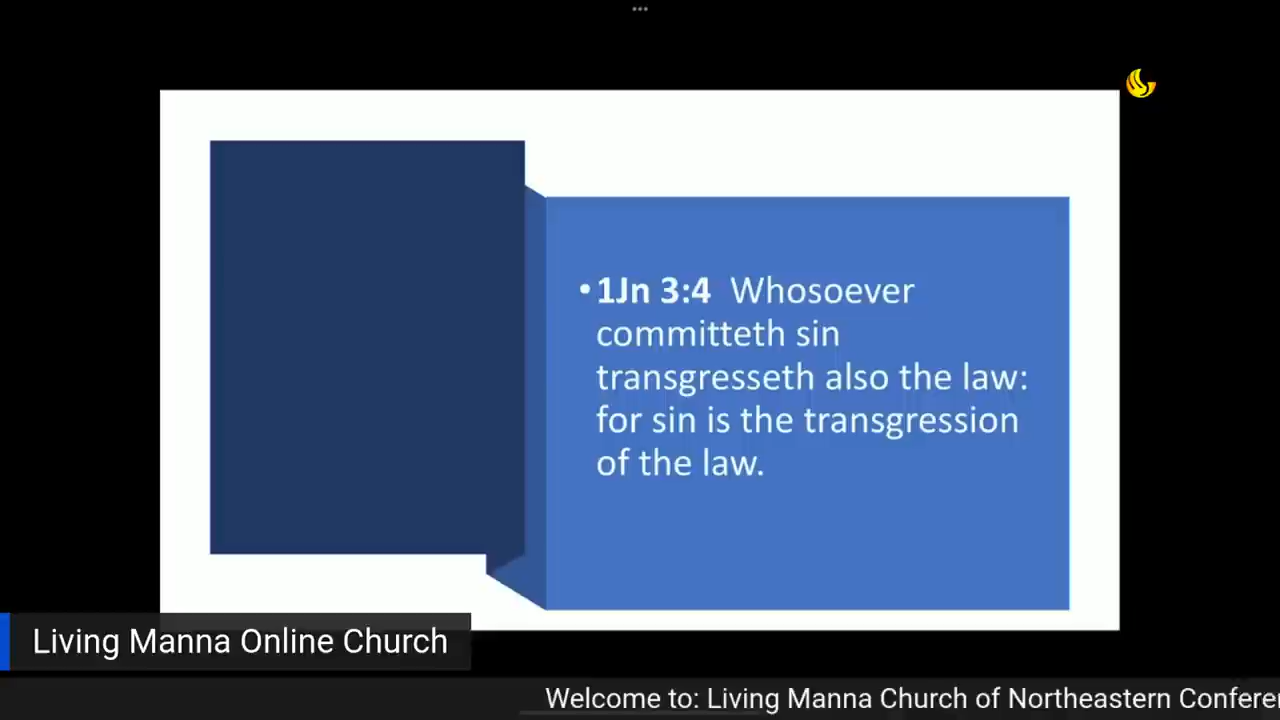 •1Jn 3:4 Whosoever
committeth sin
transgresseth also the law:
for sin is the transgression
of the law.
Living Manna Online Church
Welcome to: Living Manna Church of Northeastern